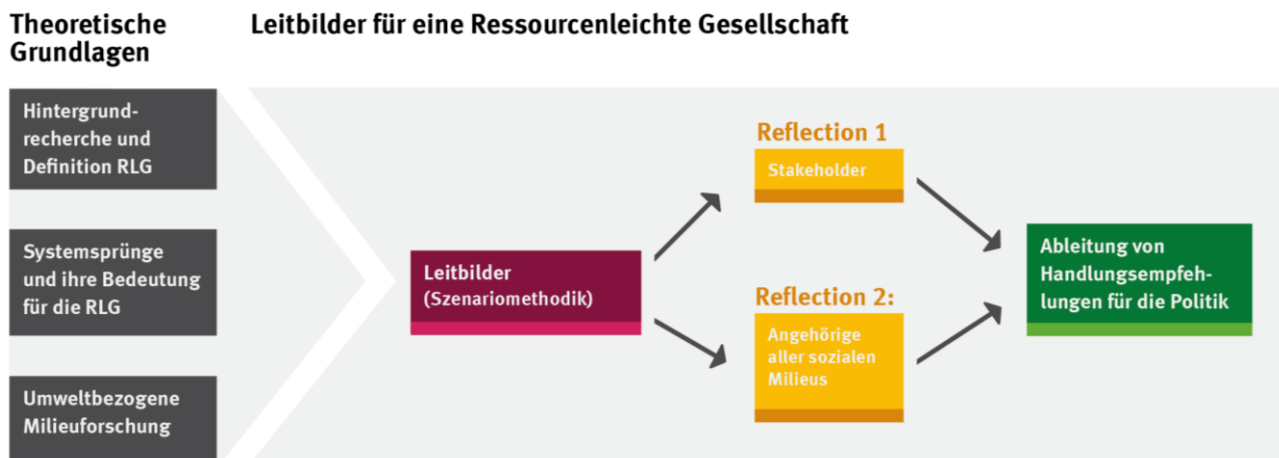 Theoretische
Grundlagen
Leitbilder für eine Ressourcenleichte Gesellschaft
Hintergrund-
recherche und
Definition RLG
Systemsprünge
und ihre Bedeutung
für die RLG
Umweltbezogene
Milieuforschung
Leitbilder
(Szenariomethodik)
Reflection 1
Stakeholder
Reflection 2:
Angehörige
aller sozialen
Milieus
Ableitung von
Handlungsempfeh-
lungen für die Politik